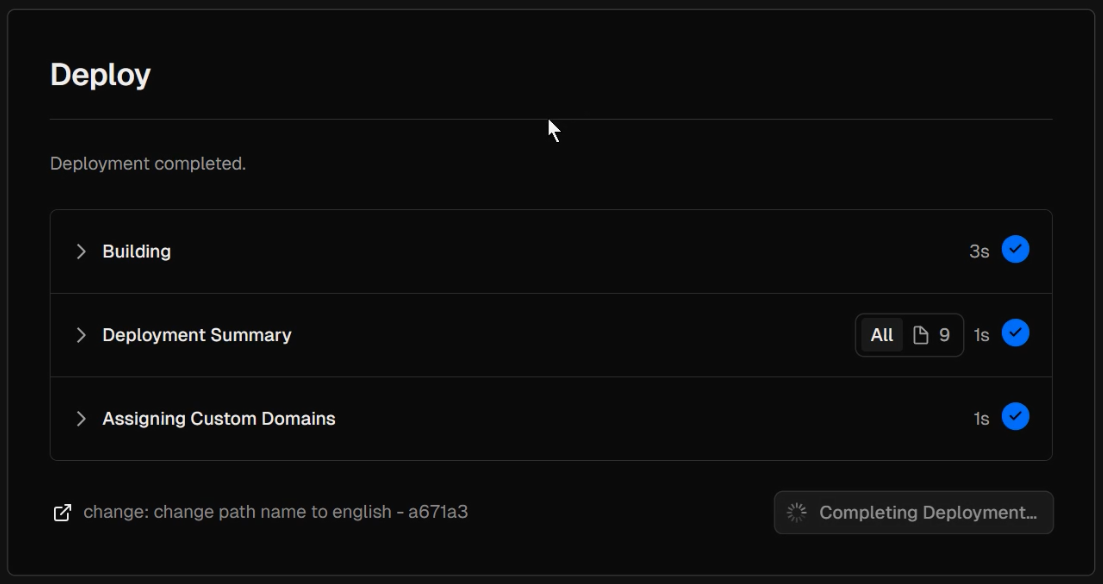 Deploy
Deployment completed.
Building 3s
Deployment Summary All 9 1s
Assigning Custom Domains 1s
change: change path name to english - a671a3 Completing Deployment...